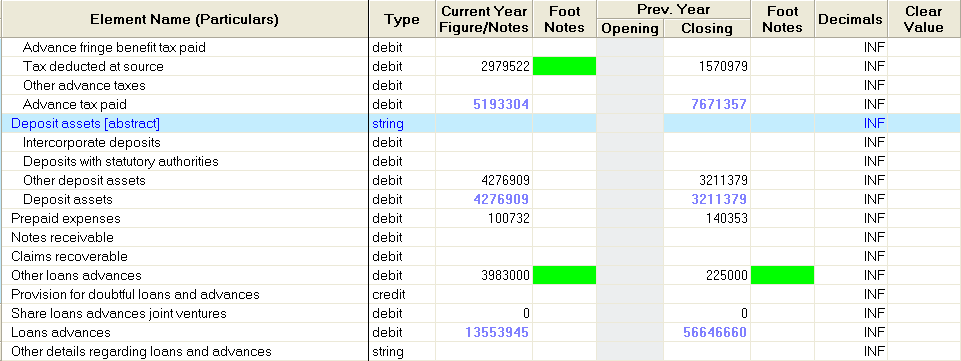 Element Name (Particulars) Type Current Year Figure/Notes Foot Notes Prev. Year Opening Closing Foot Notes Decimals Clear Value
Advance fringe benefit tax paid debit INF
Tax deducted at source debit 2979522 1570979 INF
Other advance taxes debit INF
Advance tax paid debit 5193304 7671357 INF
Deposit assets [abstract] string INF
Intercorporate deposits debit INF
Deposits with statutory authorities debit INF
Other deposit assets debit 4276909 3211379 INF
Deposit assets debit 4276909 3211379 INF
Prepaid expenses debit 100732 140353 INF
Notes receivable debit INF
Claims recoverable debit INF
Other loans advances debit 3983000 225000 INF
Provision for doubtful loans and advances credit INF
Share loans advances joint ventures debit 0 0 INF
Loans advances debit 13553945 56646660 INF
Other details regarding loans and advances string INF